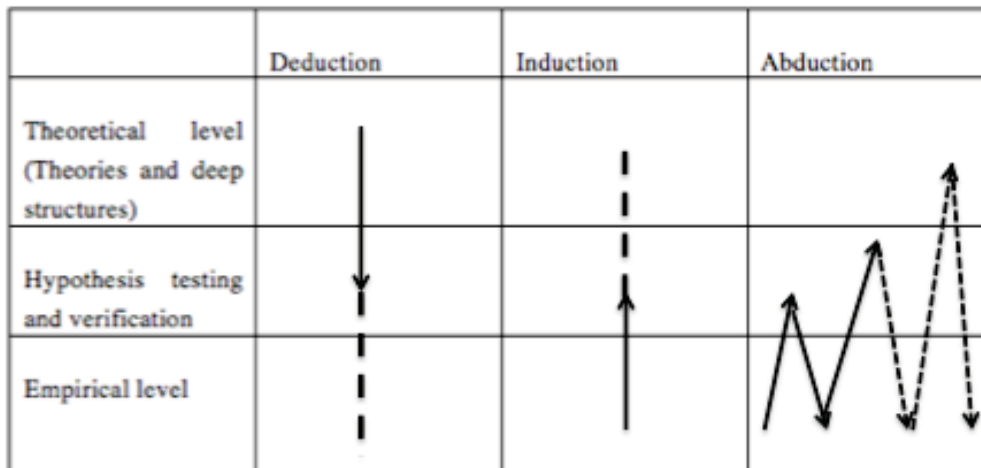 Deduction Induction Abduction
Theoretical level
(Theories and deep
structures)
Hypothesis testing
and verification
Empirical level